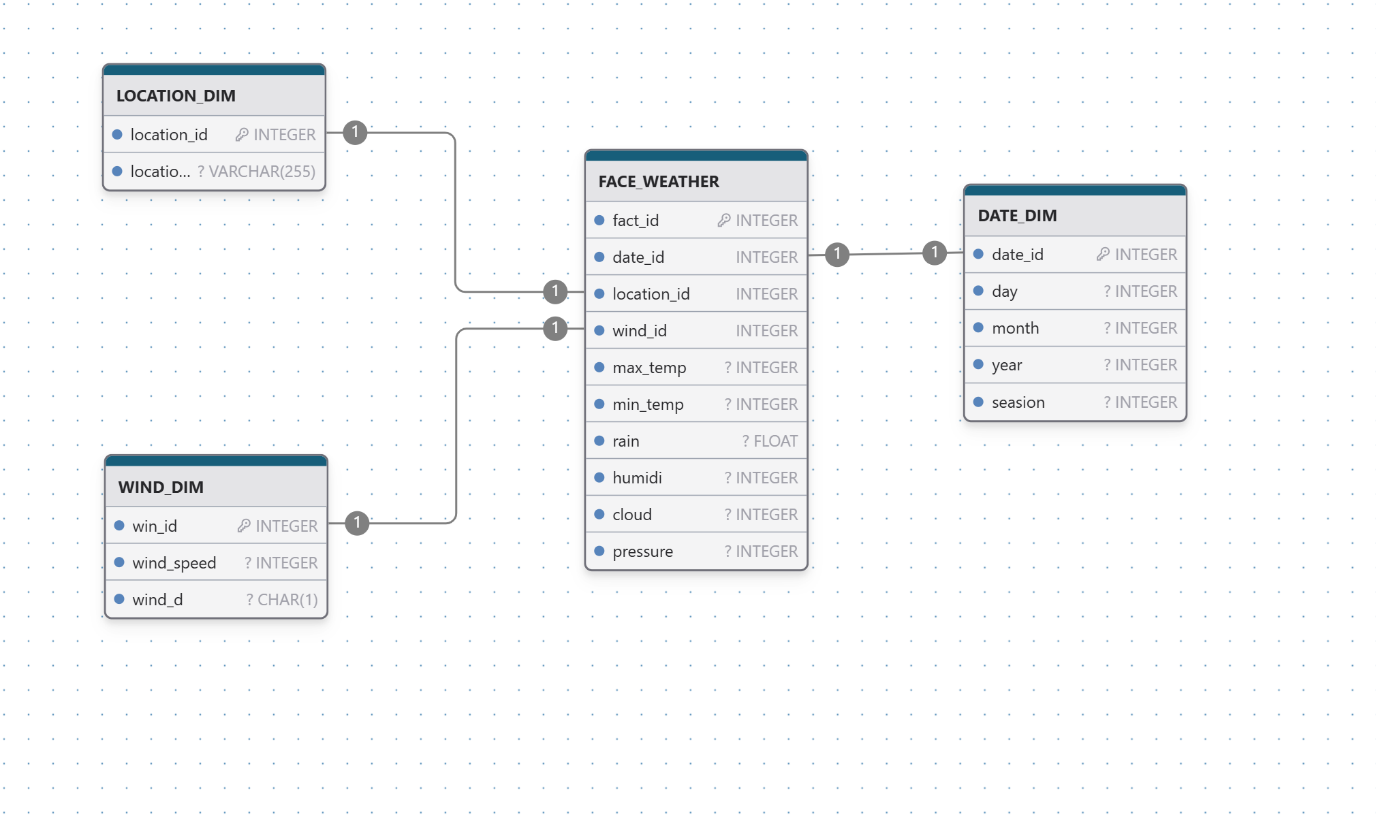 LOCATION_DIM
location_id INTEGER
locatio... ? VARCHAR(255)
1
1
FACE_WEATHER
fact_id INTEGER
date_id INTEGER
location_id INTEGER
wind_id INTEGER
max_temp ? INTEGER
min_temp ? INTEGER
rain ? FLOAT
humidi ? INTEGER
cloud ? INTEGER
pressure ? INTEGER
1
1
DATE_DIM
date_id INTEGER
day ? INTEGER
month ? INTEGER
year ? INTEGER
seasion ? INTEGER
WIND_DIM
win_id INTEGER
wind_speed ? INTEGER
wind_d ? CHAR(1)
1
1